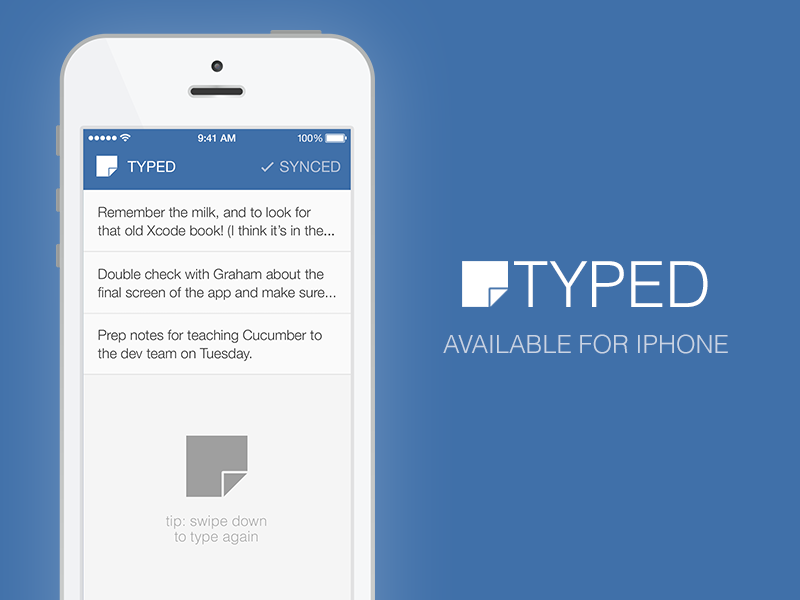 9:41 AM
100%
TYPED
✓ SYNCED
Remember the milk, and to look for
that old Xcode book! (I think it's in the...
Double check with Graham about the
final screen of the app and make sure...
Prep notes for teaching Cucumber to
the dev team on Tuesday.
tip: swipe down
to type again
TYPED
AVAILABLE FOR IPHONE